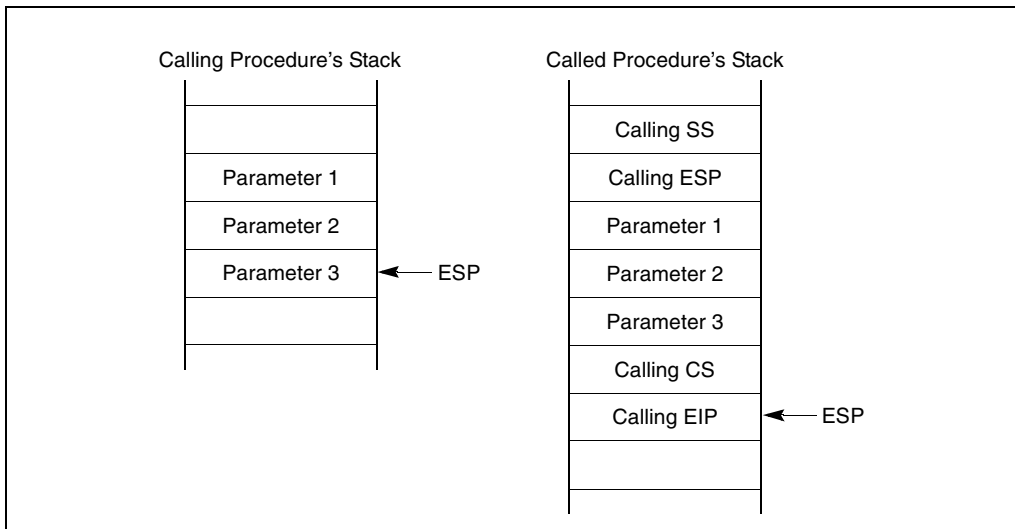 Calling Procedure's Stack
Parameter 1
Parameter 2
Parameter 3
ESP
Called Procedure's Stack
Calling SS
Calling ESP
Parameter 1
Parameter 2
Parameter 3
Calling CS
Calling EIP
ESP